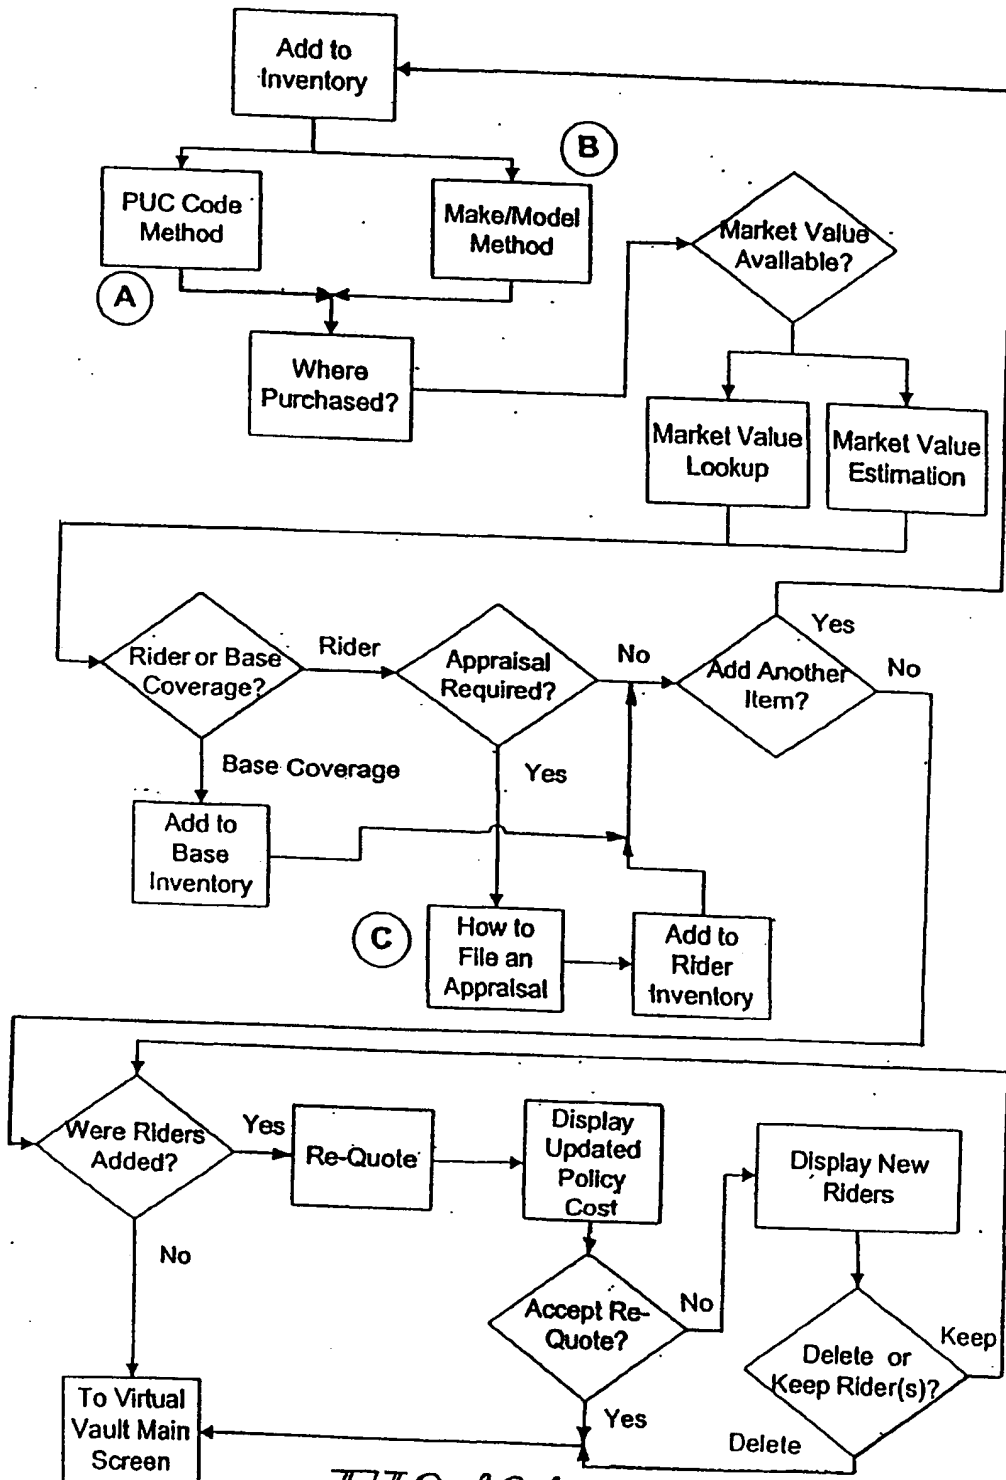 Add to
Inventory
B
PUC Code
Method
Make/Model
Method
Market Value
Available?
A
Where
Purchased?
Market Value
Lookup
Market Value
Estimation
Rider or Base
Coverage?
Rider
Appraisal
Required?
No
Add Another
Item?
Yes
No
Base Coverage
Yes
Add to
Base
Inventory
C
How to
File an
Appraisal
Add to
Rider
Inventory
Were Riders
Added?
Yes
Re-Quote
Display
Updated
Policy
Cost
Display New
Riders
No
Accept Re-
Quote?
No
Delete or
Keep Rider(s)?
Keep
To Virtual
Vault Main
Screen
Yes
Delete